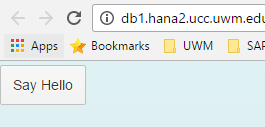 db1.hana2.ucc.uwm.edu
Apps Bookmarks UWM SAP
Say Hello